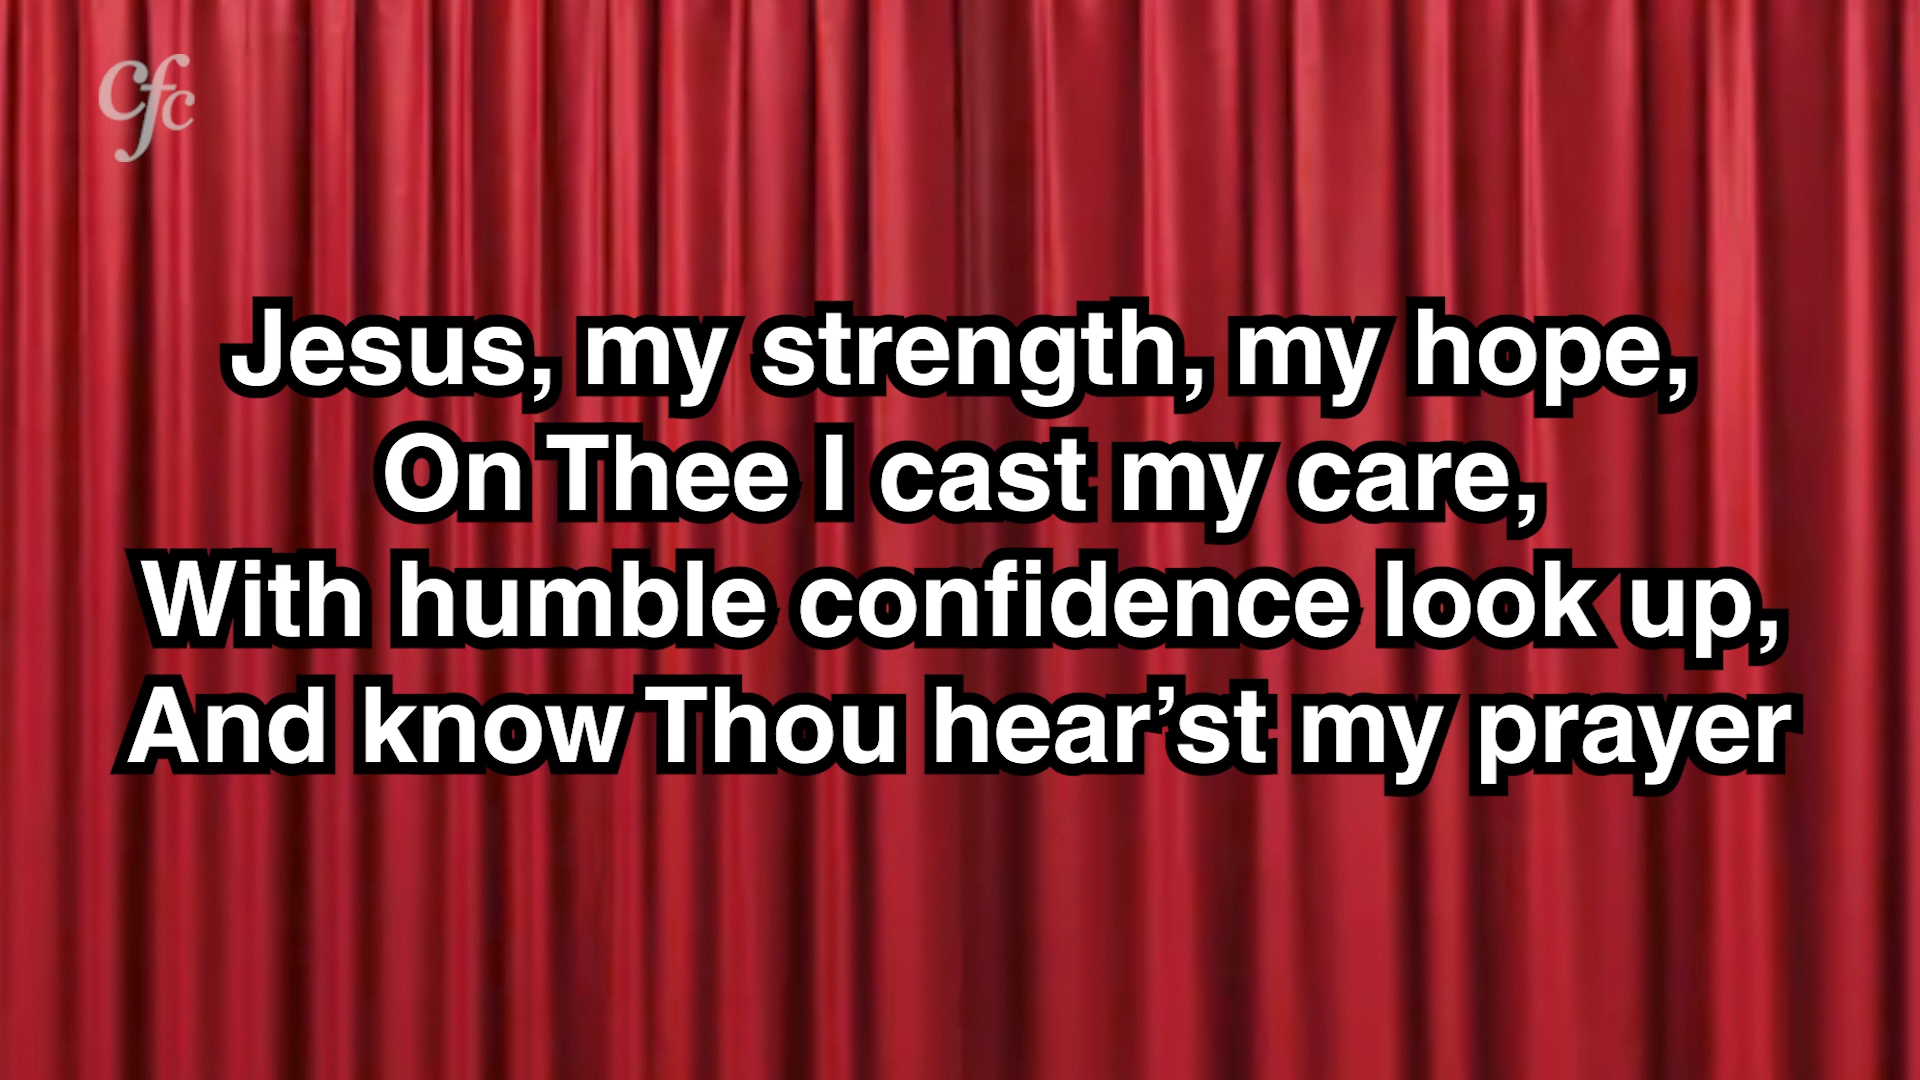 cfc
Jesus, my strength, my hope,
On Thee I cast my care,
With humble confidence look up,
And know Thou hear’st my prayer